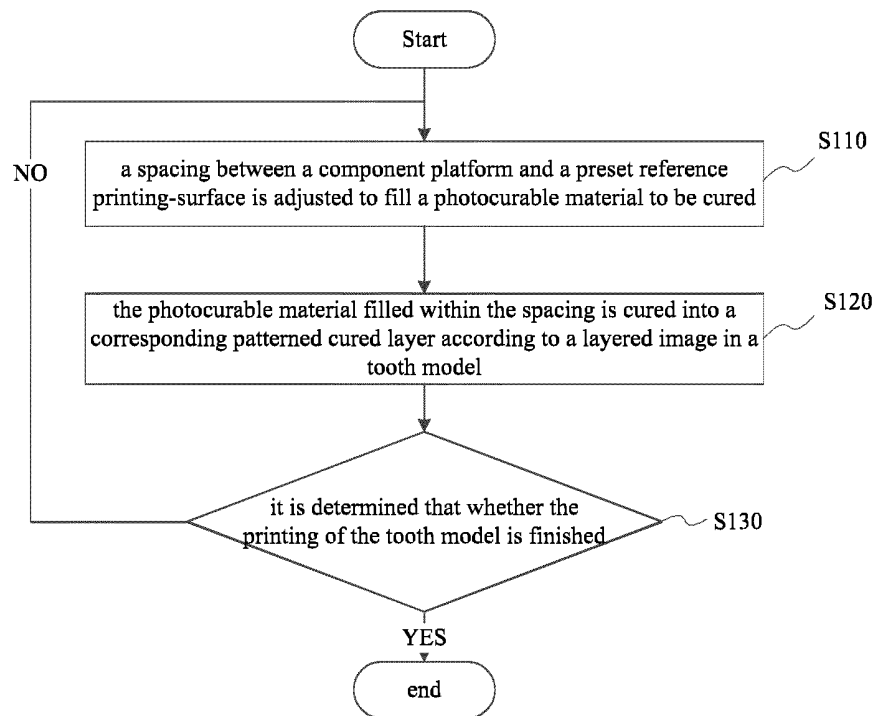 Start
NO
S110
a spacing between a component platform and a preset reference
printing-surface is adjusted to fill a photocurable material to be cured
S120
the photocurable material filled within the spacing is cured into a
corresponding patterned cured layer according to a layered image in a
tooth model
it is determined that whether the
printing of the tooth model is finished
S130
YES
end